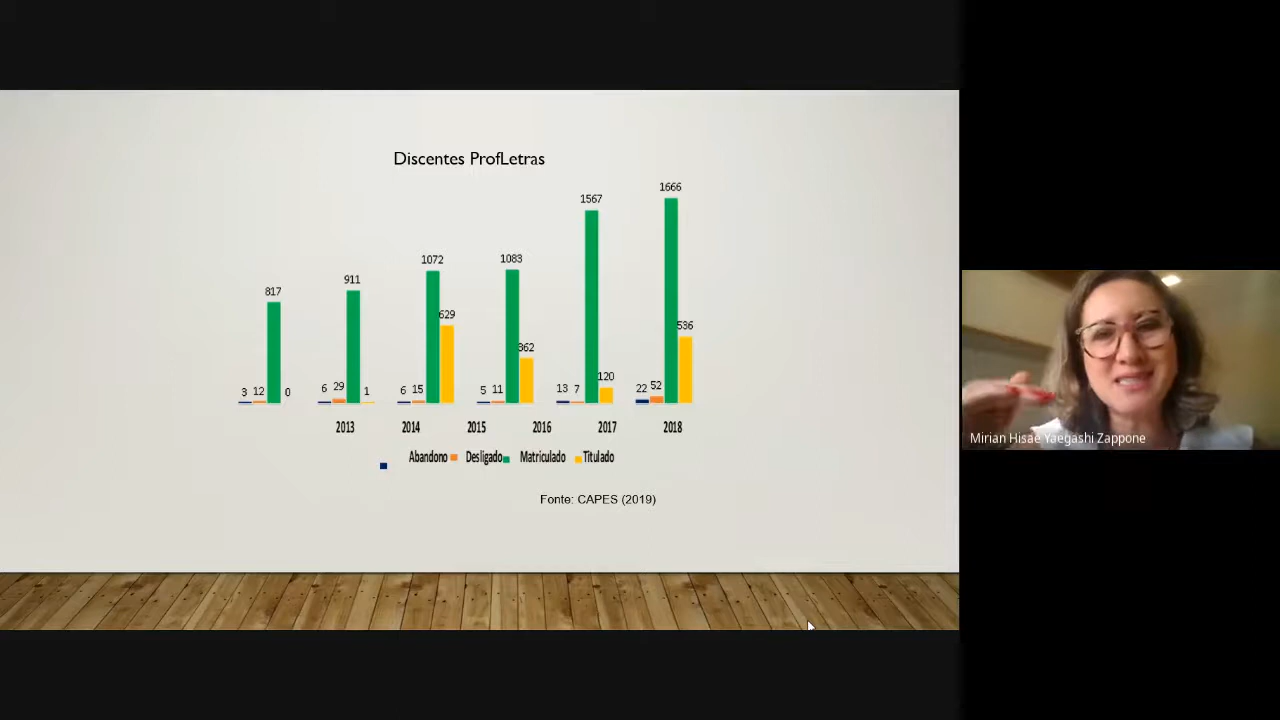 Discentes ProfLetras
1666
1567
1072
1083
911
817
629
536
362
120
3 12 0
6 29 1
6 15
5 11
13 7
22 52
2013 2014 2015 2016 2017 2018
Abandono Desligado Matriculado Titulado
Fonte: CAPES (2019)
Mirian Hisae Yaegashi Zappone